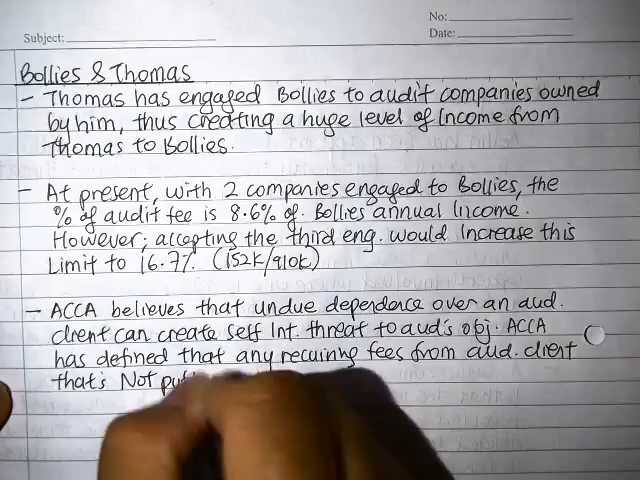 No:
Subject:
Date:
Bollies & Thomas
- Thomas has engaged Bollies to audit companies owned
by him, thus creating a huge level of Income from
Thomas to Bollies.
- At present, with 2 companies engaged to Bollies, the
% of audit fee is 8.6% of. Bollies annual Income.
However, accepting the third eng. would Increase this
Limit to 16.7%. (152k/910k)
- ACCA believes that undue dependence over an aud.
client can create self Int. threat to aud's obj. ACCA
has defined that any recurring fees from aud. client
that's Not